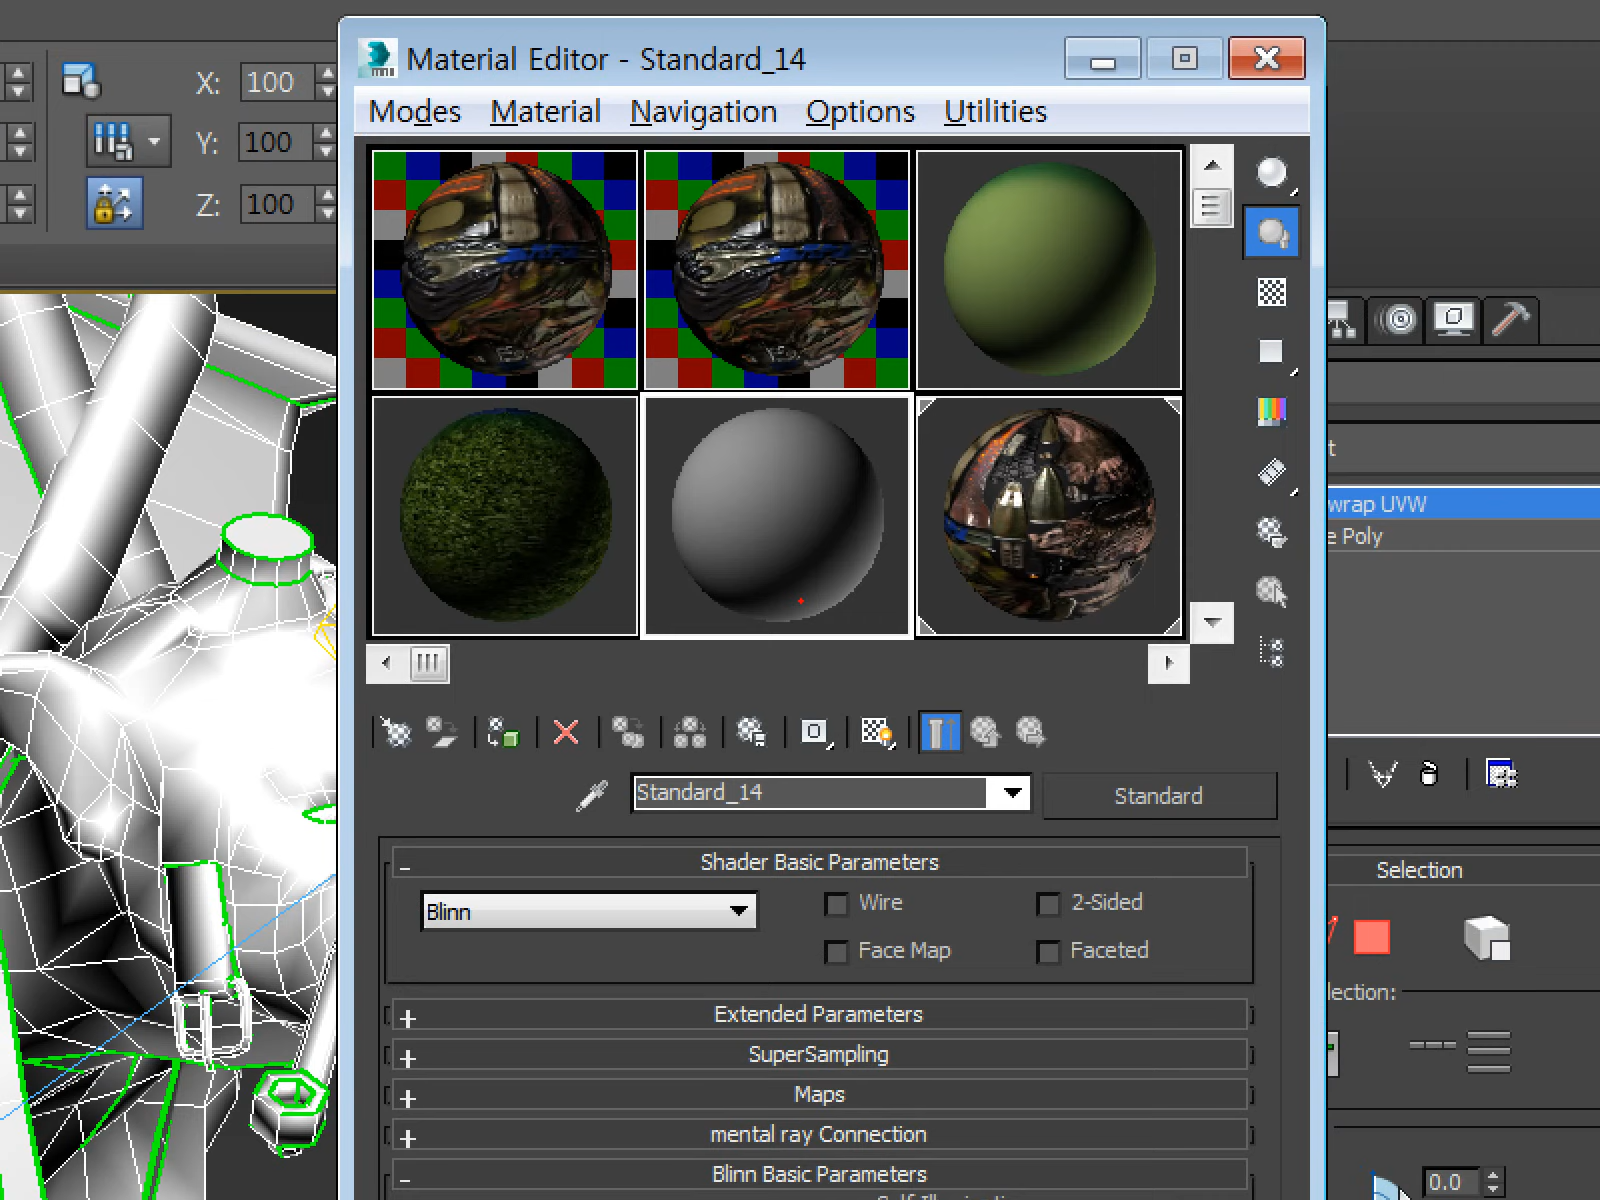 Material Editor - Standard_14
Modes Material Navigation Options Utilities
X: 100
Y: 100
Z: 100
t
wrap UVW
e Poly
Standard_14
Standard
Shader Basic Parameters
Blinn
Wire
2-Sided
Face Map
Faceted
Extended Parameters
SuperSampling
Maps
mental ray Connection
Blinn Basic Parameters
Selection
lection:
0.0